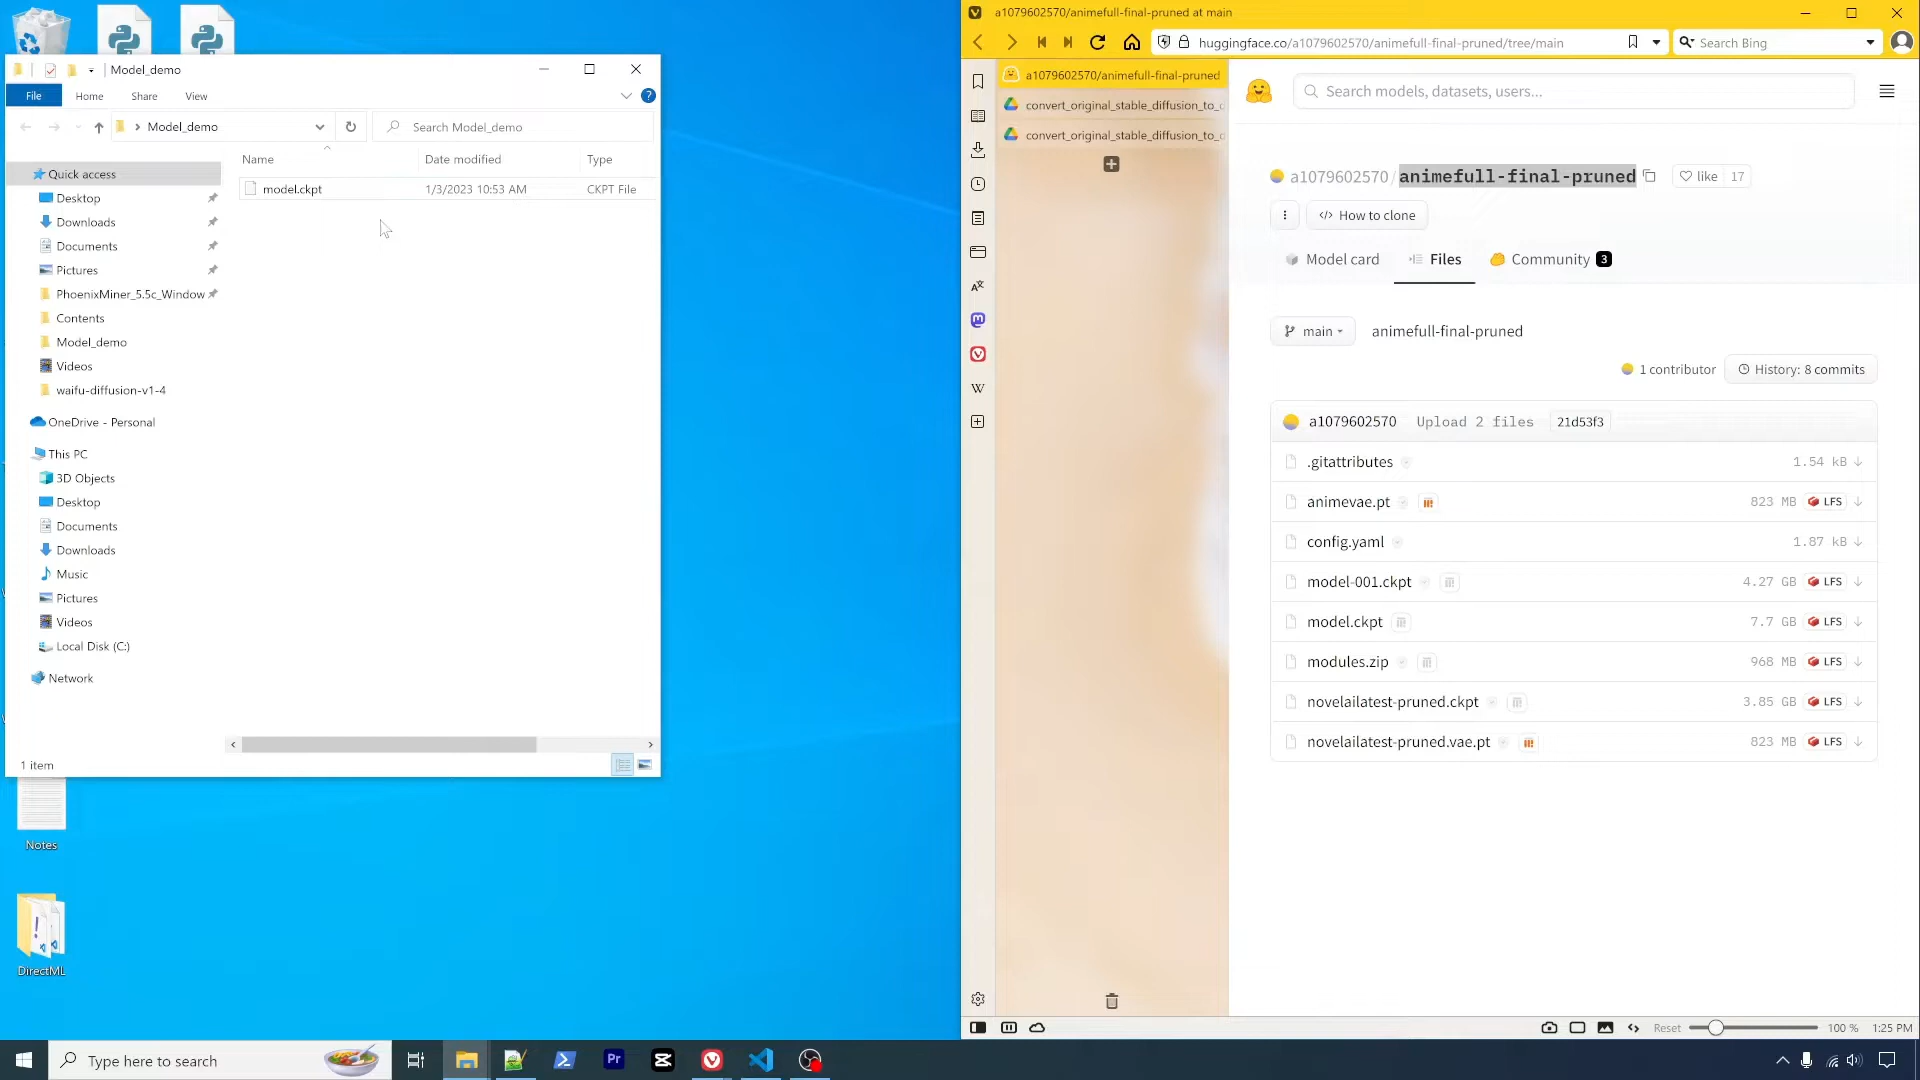 Model_demo
File
Home
Share
View
Model_demo
Search Model_demo
Name
Date modified
Type
model.ckpt
1/3/2023 10:53 AM
CKPT File
Quick access
Desktop
Downloads
Documents
Pictures
PhoenixMiner_5.5c_Window
Contents
Model_demo
Videos
waifu-diffusion-v1-4
OneDrive - Personal
This PC
3D Objects
Desktop
Documents
Downloads
Music
Pictures
Videos
Local Disk (C:)
Network
1 item
Notes
DirectML
Type here to search
a1079602570/animefull-final-pruned at main
huggingface.co/a1079602570/animefull-final-pruned/tree/main
Search Bing
a1079602570/animefull-final-pruned
convert_original_stable_diffusion_to_d
convert_original_stable_diffusion_to_d
Search models, datasets, users...
a1079602570/animefull-final-pruned
like 17
How to clone
Model card
Files
Community 3
main
animefull-final-pruned
1 contributor
History: 8 commits
a1079602570 Upload 2 files 21d53f3
.gitattributes 1.54 kB
animevae.pt 823 MB LFS
config.yaml 1.87 kB
model-001.ckpt 4.27 GB LFS
model.ckpt 7.7 GB LFS
modules.zip 968 MB LFS
novelailatest-pruned.ckpt 3.85 GB LFS
novelailatest-pruned.vae.pt 823 MB LFS
Reset
100 %
1:25 PM
Pr